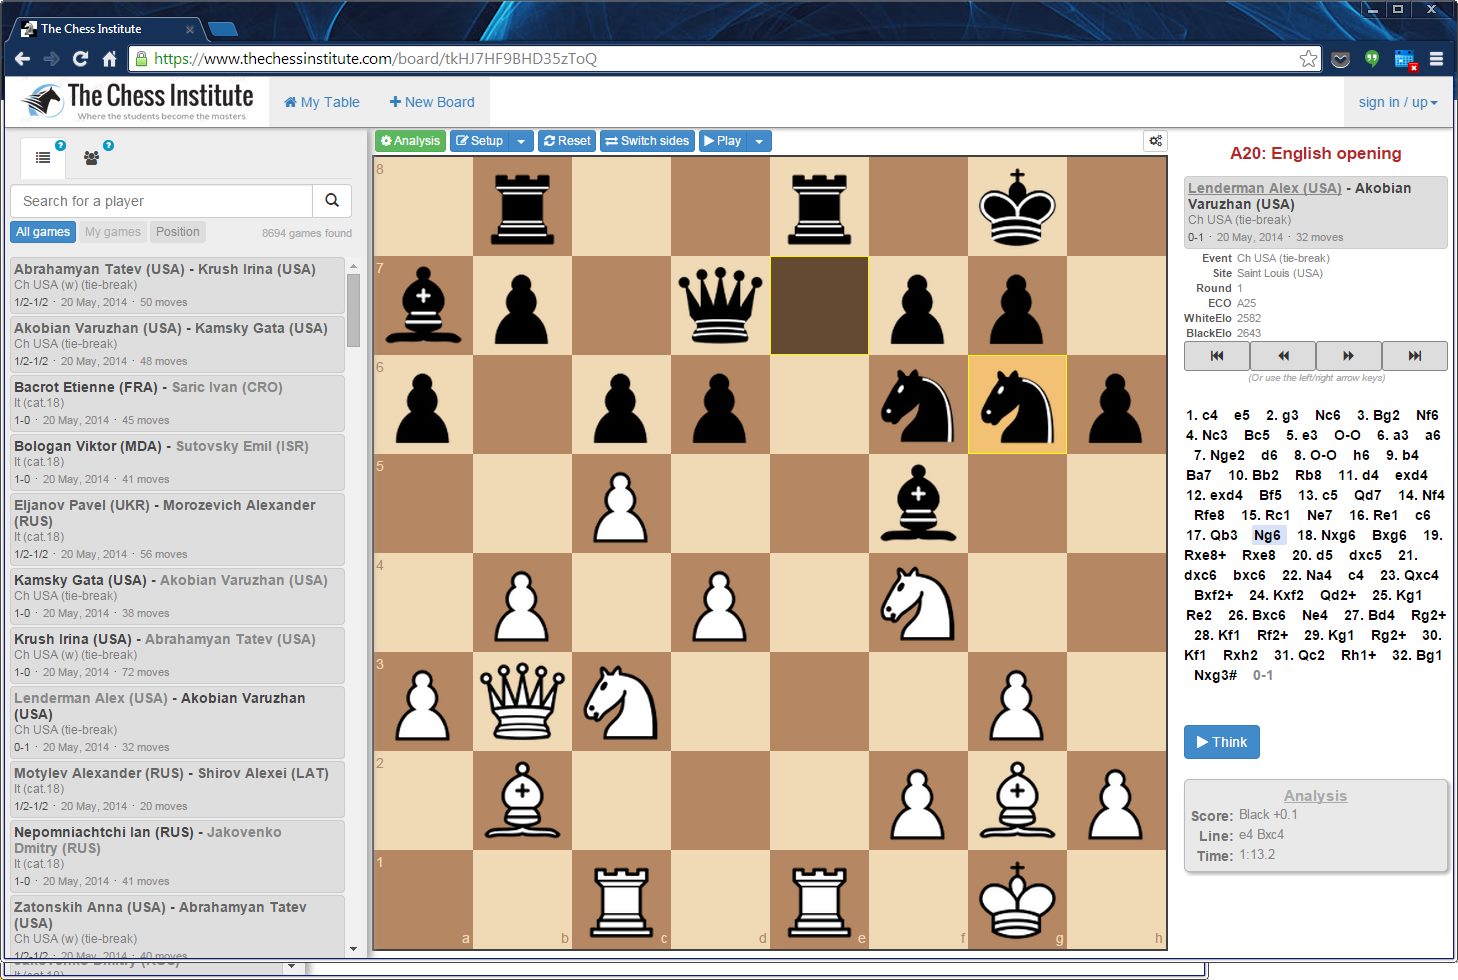 The Chess Institute
https://www.thechessinstitute.com/board/tkHJ7HF9BHD35zToQ
The Chess Institute
Where the students become the masters
My Table
New Board
sign in / up
?
?
Search for a player
All games
My games
Position
8694 games found
Abrahamyan Tatev (USA) - Krush Irina (USA)
Ch USA (w) (tie-break)
1/2-1/2 · 20 May, 2014 · 50 moves
Akobian Varuzhan (USA) - Kamsky Gata (USA)
Ch USA (tie-break)
1/2-1/2 · 20 May, 2014 · 48 moves
Bacrot Etienne (FRA) - Saric Ivan (CRO)
It (cat.18)
1-0 · 20 May, 2014 · 45 moves
Bologan Viktor (MDA) - Sutovsky Emil (ISR)
It (cat.18)
1-0 · 20 May, 2014 · 41 moves
Eljanov Pavel (UKR) - Morozevich Alexander
(RUS)
It (cat.18)
1/2-1/2 · 20 May, 2014 · 56 moves
Kamsky Gata (USA) - Akobian Varuzhan (USA)
Ch USA (tie-break)
1-0 · 20 May, 2014 · 38 moves
Krush Irina (USA) - Abrahamyan Tatev (USA)
Ch USA (w) (tie-break)
1-0 · 20 May, 2014 · 72 moves
Lenderman Alex (USA) - Akobian Varuzhan
(USA)
Ch USA (tie-break)
0-1 · 20 May, 2014 · 32 moves
Motylev Alexander (RUS) - Shirov Alexei (LAT)
It (cat.18)
1/2-1/2 · 20 May, 2014 · 20 moves
Nepomniachtchi Ian (RUS) - Jakovenko
Dmitry (RUS)
It (cat.18)
1-0 · 20 May, 2014 · 41 moves
Zatonskih Anna (USA) - Abrahamyan Tatev
(USA)
Ch USA (w) (tie-break)
1/2-1/2 · 20 May, 2014 · 40 moves
Analysis
Setup
Reset
Switch sides
Play
8
7
6
5
4
3
2
1
a
b
c
d
e
f
g
h
A20: English opening
Lenderman Alex (USA) - Akobian
Varuzhan (USA)
Ch USA (tie-break)
0-1 · 20 May, 2014 · 32 moves
Event Ch USA (tie-break)
Site Saint Louis (USA)
Round 1
ECO A25
WhiteElo 2582
BlackElo 2643
(Or use the left/right arrow keys)
1. c4 e5 2. g3 Nc6 3. Bg2 Nf6
4. Nc3 Bc5 5. e3 O-O 6. a3 a6
7. Nge2 d6 8. O-O h6 9. b4
Ba7 10. Bb2 Rb8 11. d4 exd4
12. exd4 Bf5 13. c5 Qd7 14. Nf4
Rfe8 15. Rc1 Ne7 16. Re1 c6
17. Qb3 Ng6 18. Nxg6 Bxg6 19.
Rxe8+ Rxe8 20. d5 dxc5 21.
dxc6 bxc6 22. Na4 c4 23. Qxc4
Bxf2+ 24. Kxf2 Qd2+ 25. Kg1
Re2 26. Bxc6 Ne4 27. Bd4 Rg2+
28. Kf1 Rf2+ 29. Kg1 Rg2+ 30.
Kf1 Rxh2 31. Qc2 Rh1+ 32. Bg1
Nxg3# 0-1
Think
Analysis
Score: Black +0.1
Line: e4 Bxc4
Time: 1:13.2